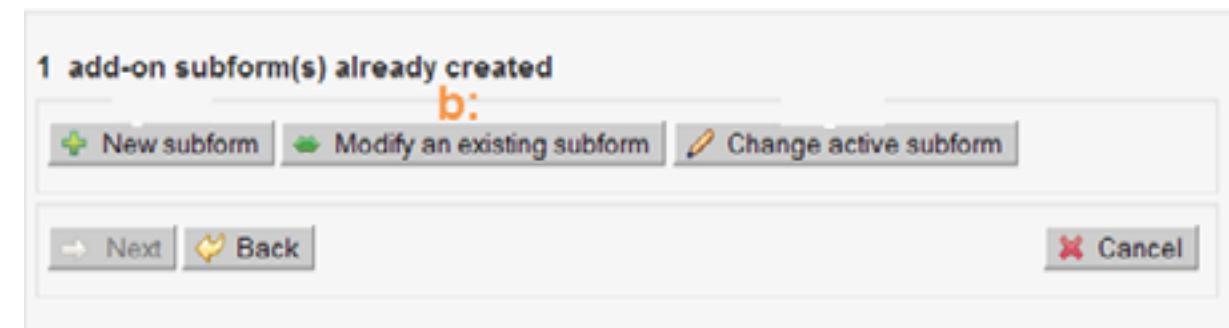 1 add-on subform(s) already created
b:
New subform Modify an existing subform Change active subform
Next Back Cancel